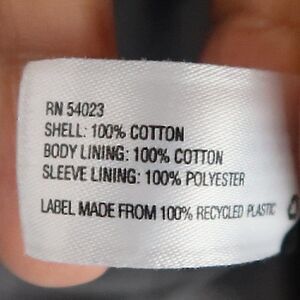 RN 54023
SHELL: 100% COTTON
BODY LINING: 100% COTTON
SLEEVE LINING: 100% POLYESTER
LABEL MADE FROM 100% RECYCLED PLASTIC